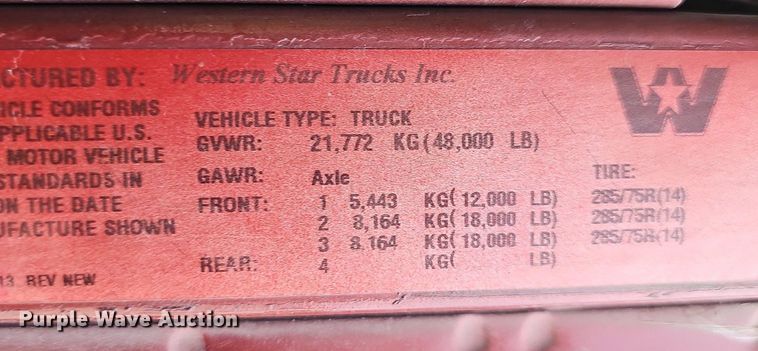 CTURED BY: Western Star Trucks Inc.
ICLE CONFORMS
PPLICABLE U.S.
MOTOR VEHICLE
STANDARDS IN
ON THE DATE
UFACTURE SHOWN
13 REV NEW
VEHICLE TYPE: TRUCK
GVWR: 21,772 KG(48,000 LB)
GAWR: Axle TIRE:
FRONT: 1 5,443 KG(12,000 LB) 285/75R(14)
2 8,164 KG(18,000 LB) 285/75R(14)
3 8,164 KG(18,000 LB) 285/75R(14)
REAR: 4 KG( LB)
W
Purple Wave Auction